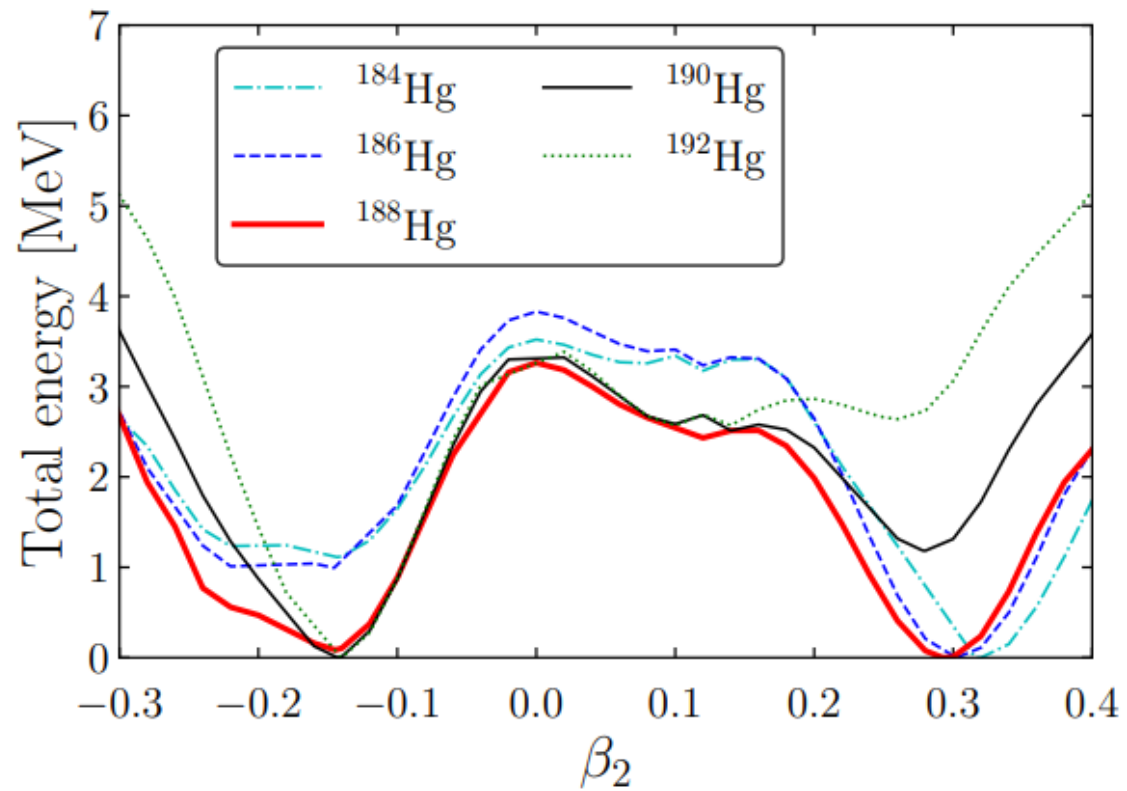 Total energy [MeV]
7
6
5
4
3
2
1
0
¹⁸⁴Hg
¹⁸⁶Hg
¹⁸⁸Hg
¹⁹⁰Hg
¹⁹²Hg
−0.3 −0.2 −0.1 0.0 0.1 0.2 0.3 0.4
β₂